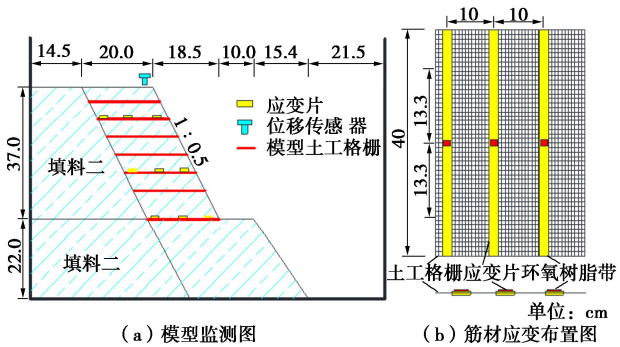 14.5 20.0 18.5 10.0 15.4 21.5
37.0
22.0
填料二
填料二
1:0.5
应变片
位移传感 器
模型土工格栅
(a)模型监测图
10 10
40
13.3
13.3
土工格栅应变片环氧树脂带
单位:cm
(b)筋材应变布置图